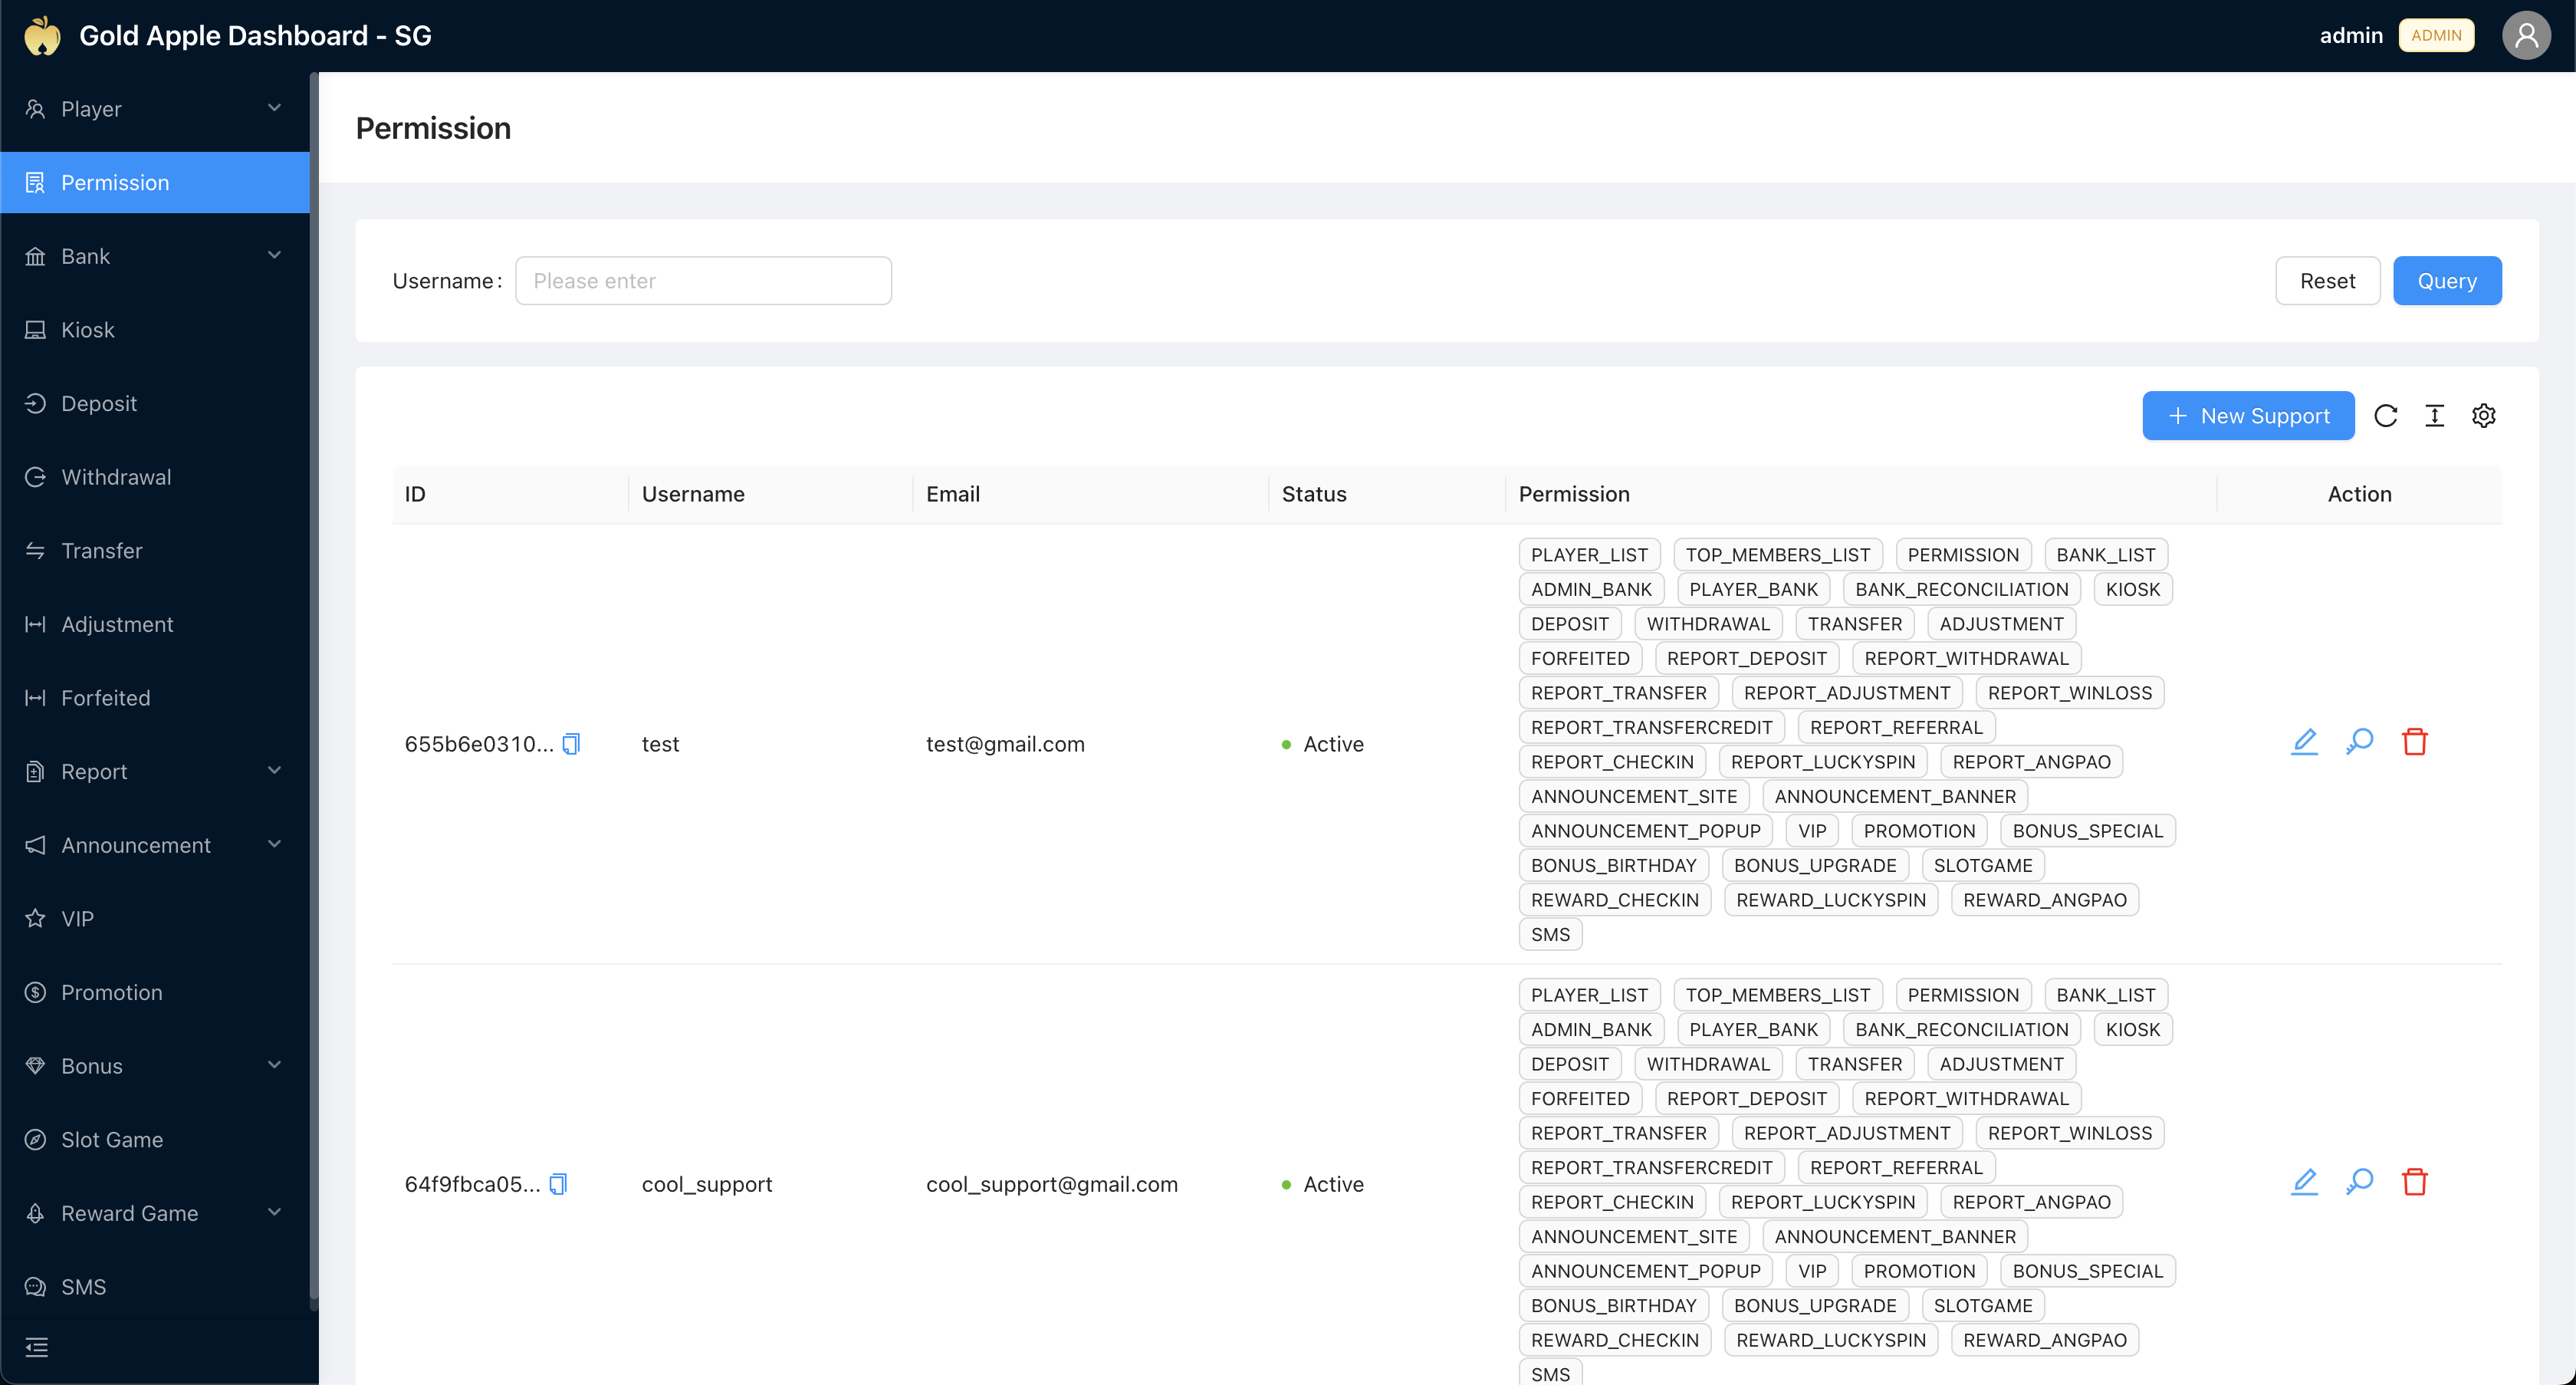 Gold Apple Dashboard - SG
admin
ADMIN
Player
Permission
Bank
Kiosk
Deposit
Withdrawal
Transfer
Adjustment
Forfeited
Report
Announcement
VIP
Promotion
Bonus
Slot Game
Reward Game
SMS
Permission
Username :
Please enter
Reset
Query
New Support
ID Username Email Status Permission Action
655b6e0310... test test@gmail.com Active
PLAYER_LIST TOP_MEMBERS_LIST PERMISSION BANK_LIST
ADMIN_BANK PLAYER_BANK BANK_RECONCILIATION KIOSK
DEPOSIT WITHDRAWAL TRANSFER ADJUSTMENT
FORFEITED REPORT_DEPOSIT REPORT_WITHDRAWAL
REPORT_TRANSFER REPORT_ADJUSTMENT REPORT_WINLOSS
REPORT_TRANSFERCREDIT REPORT_REFERRAL
REPORT_CHECKIN REPORT_LUCKYSPIN REPORT_ANGPAO
ANNOUNCEMENT_SITE ANNOUNCEMENT_BANNER
ANNOUNCEMENT_POPUP VIP PROMOTION BONUS_SPECIAL
BONUS_BIRTHDAY BONUS_UPGRADE SLOTGAME
REWARD_CHECKIN REWARD_LUCKYSPIN REWARD_ANGPAO
SMS
64f9fbca05... cool_support cool_support@gmail.com Active
PLAYER_LIST TOP_MEMBERS_LIST PERMISSION BANK_LIST
ADMIN_BANK PLAYER_BANK BANK_RECONCILIATION KIOSK
DEPOSIT WITHDRAWAL TRANSFER ADJUSTMENT
FORFEITED REPORT_DEPOSIT REPORT_WITHDRAWAL
REPORT_TRANSFER REPORT_ADJUSTMENT REPORT_WINLOSS
REPORT_TRANSFERCREDIT REPORT_REFERRAL
REPORT_CHECKIN REPORT_LUCKYSPIN REPORT_ANGPAO
ANNOUNCEMENT_SITE ANNOUNCEMENT_BANNER
ANNOUNCEMENT_POPUP VIP PROMOTION BONUS_SPECIAL
BONUS_BIRTHDAY BONUS_UPGRADE SLOTGAME
REWARD_CHECKIN REWARD_LUCKYSPIN REWARD_ANGPAO
SMS